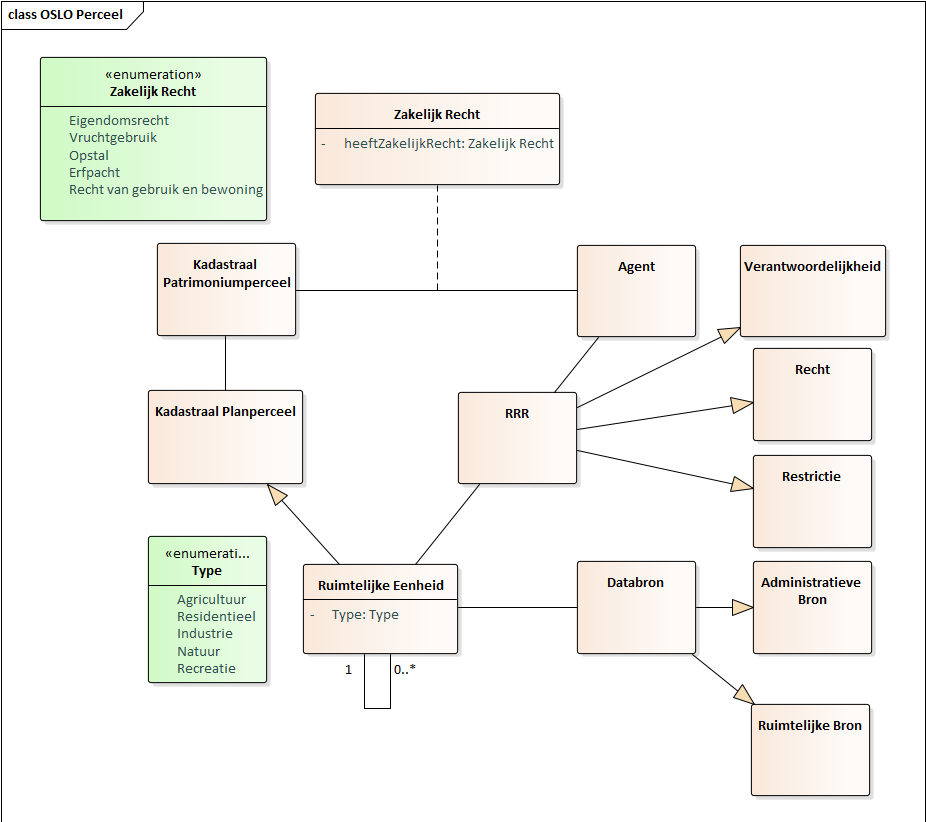 class OSLO Perceel
«enumeration»
Zakelijk Recht
Eigendomsrecht
Vruchtgebruik
Opstal
Erfpacht
Recht van gebruik en bewoning
Zakelijk Recht
- heeftZakelijkRecht: Zakelijk Recht
Kadastraal
Patrimoniumperceel
Agent
Verantwoordelijkheid
Recht
Kadastraal Planperceel
RRR
Restrictie
«enumerati...
Type
Agricultuur
Residentieel
Industrie
Natuur
Recreatie
Ruimtelijke Eenheid
- Type: Type
1
0..*
Databron
Administratieve
Bron
Ruimtelijke Bron